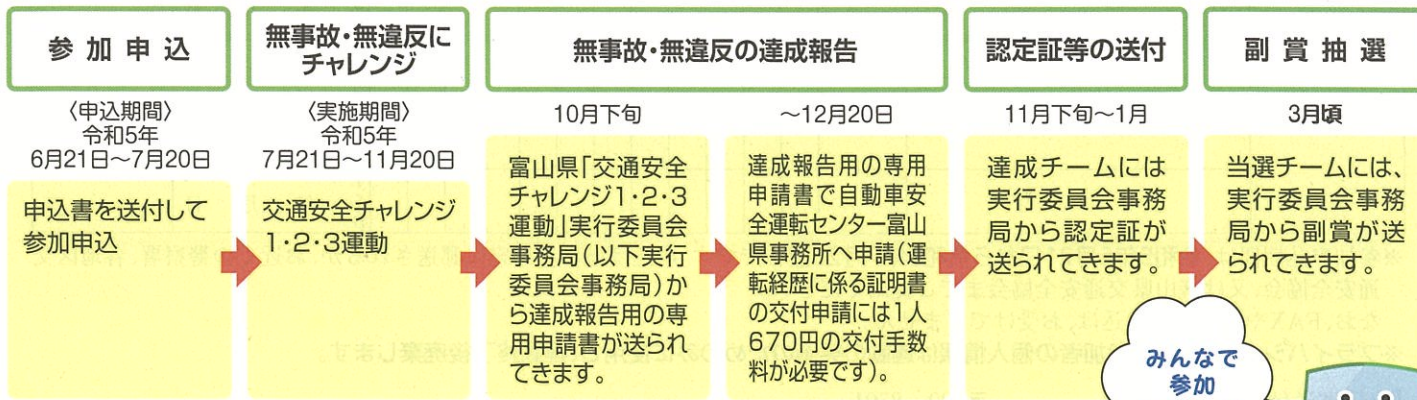 参加申込
無事故・無違反に
チャレンジ
無事故・無違反の達成報告
認定証等の送付
副賞抽選
〈申込期間〉
令和5年
6月21日～7月20日
申込書を送付して
参加申込
〈実施期間〉
令和5年
7月21日～11月20日
交通安全チャレンジ
1・2・3運動
10月下旬
富山県「交通安全
チャレンジ1・2・3
運動」実行委員会
事務局(以下実行
委員会事務局)か
ら達成報告用の専
用申請書が送られ
てきます。
～12月20日
達成報告用の専用
申請書で自動車安
全運転センター富山
県事務所へ申請(運
転経歴に係る証明書
の交付申請には1人
670円の交付手数
料が必要です)。
11月下旬～1月
達成チームには
実行委員会事務
局から認定証が
送られてきます。
3月頃
当選チームには、
実行委員会事務
局から副賞が送
られてきます。
みんなで
参加